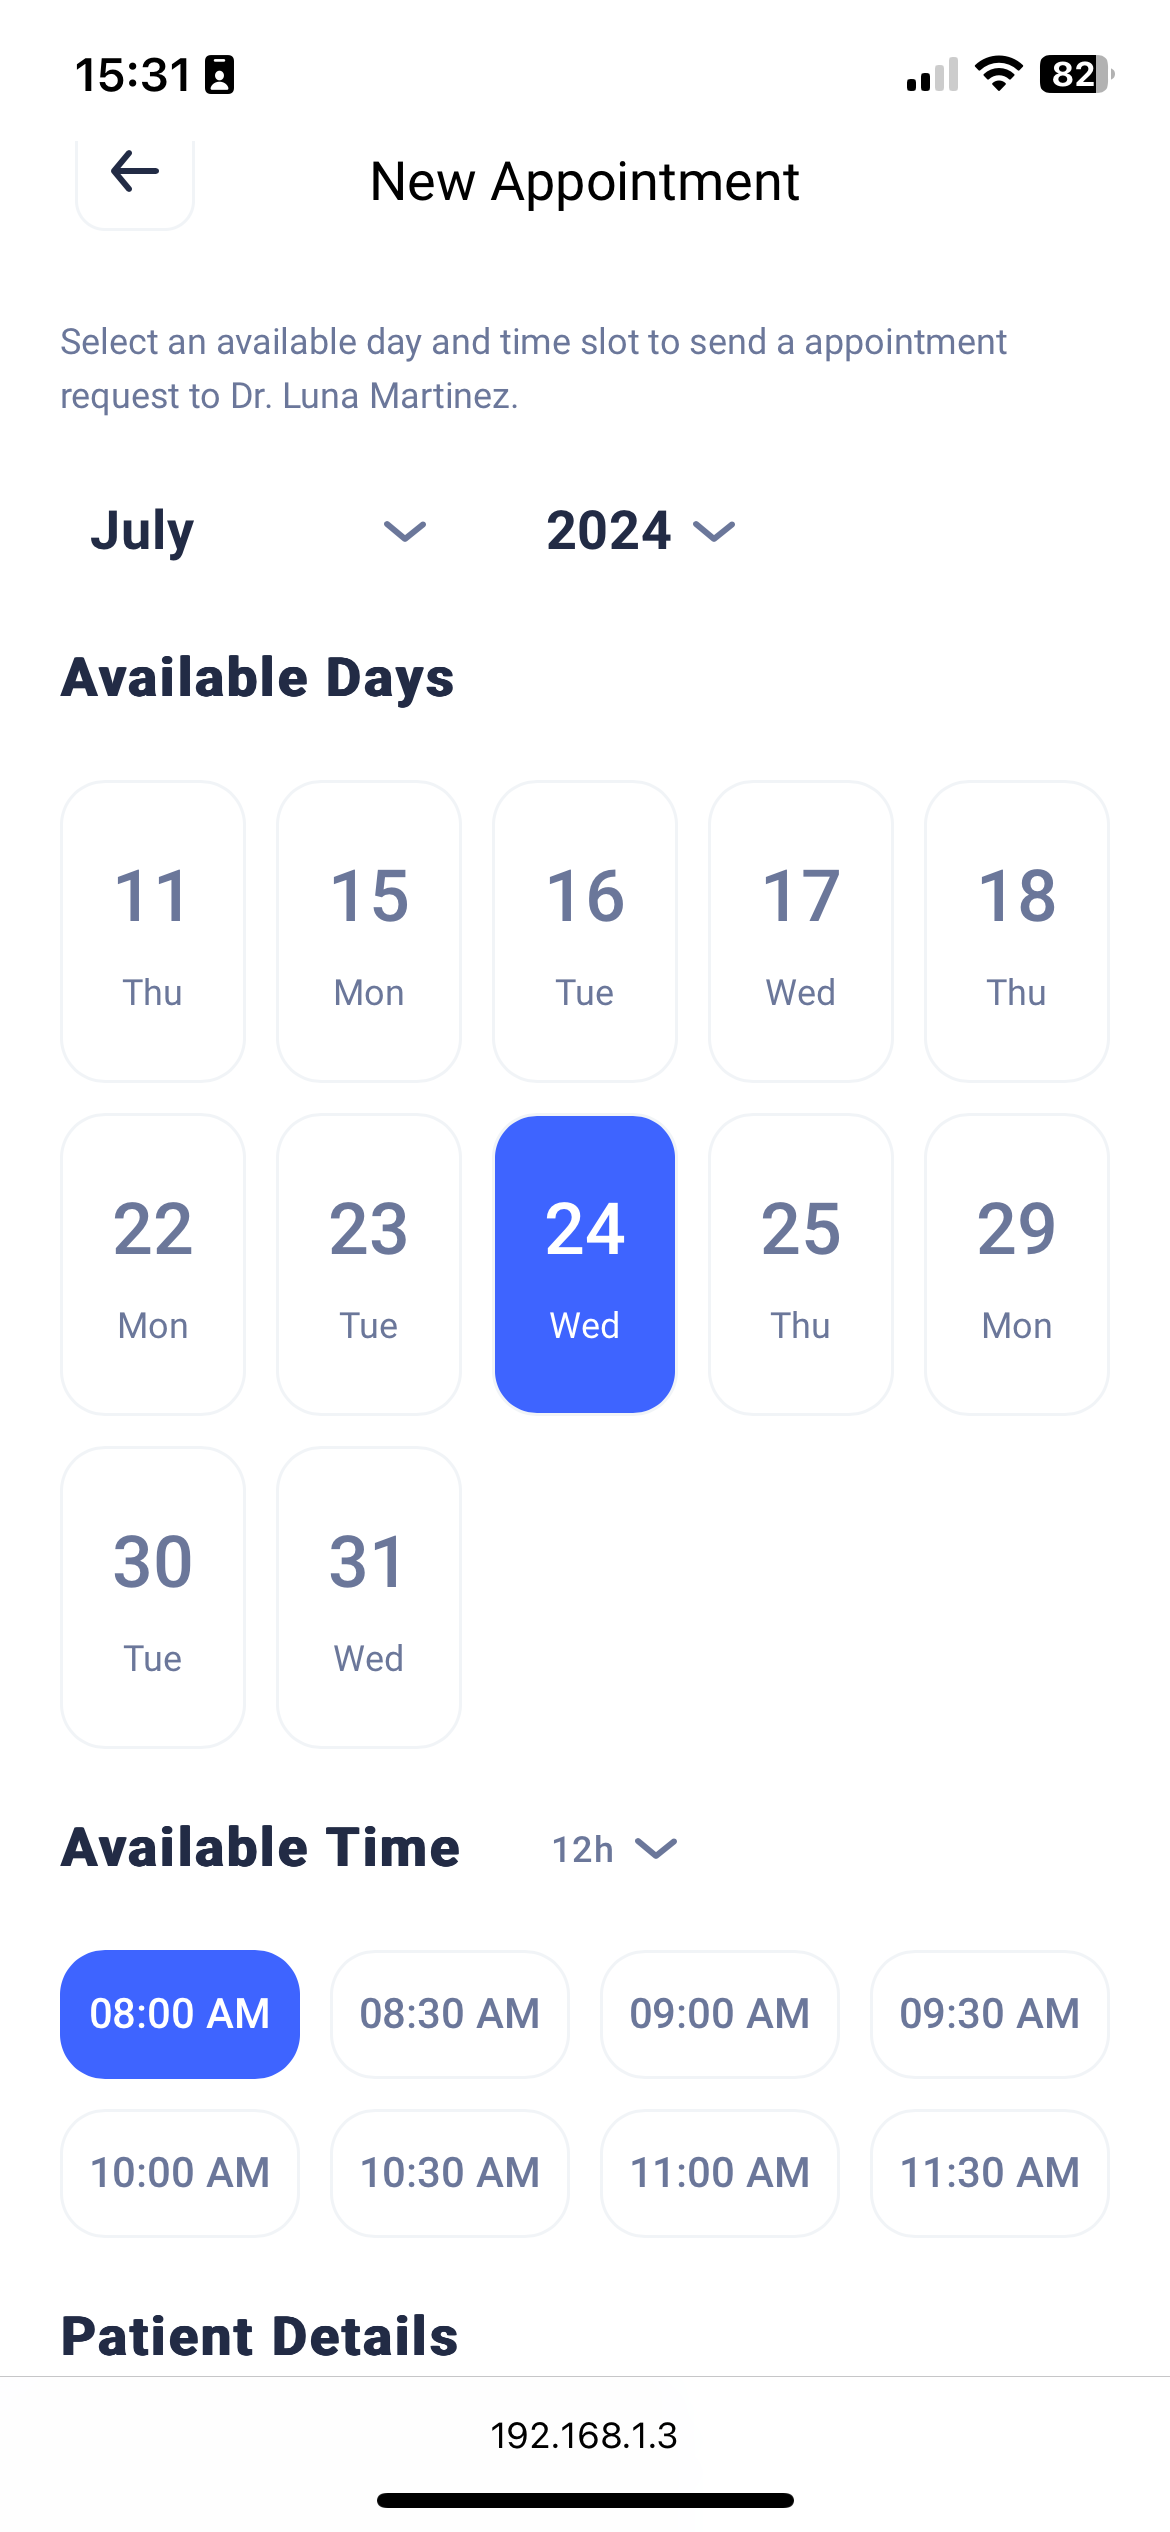 15:31
82
New Appointment
Select an available day and time slot to send a appointment
request to Dr. Luna Martinez.
July 2024
Available Days
11 15 16 17 18
Thu Mon Tue Wed Thu
22 23 24 25 29
Mon Tue Wed Thu Mon
30 31
Tue Wed
Available Time 12h
08:00 AM 08:30 AM 09:00 AM 09:30 AM
10:00 AM 10:30 AM 11:00 AM 11:30 AM
Patient Details
192.168.1.3